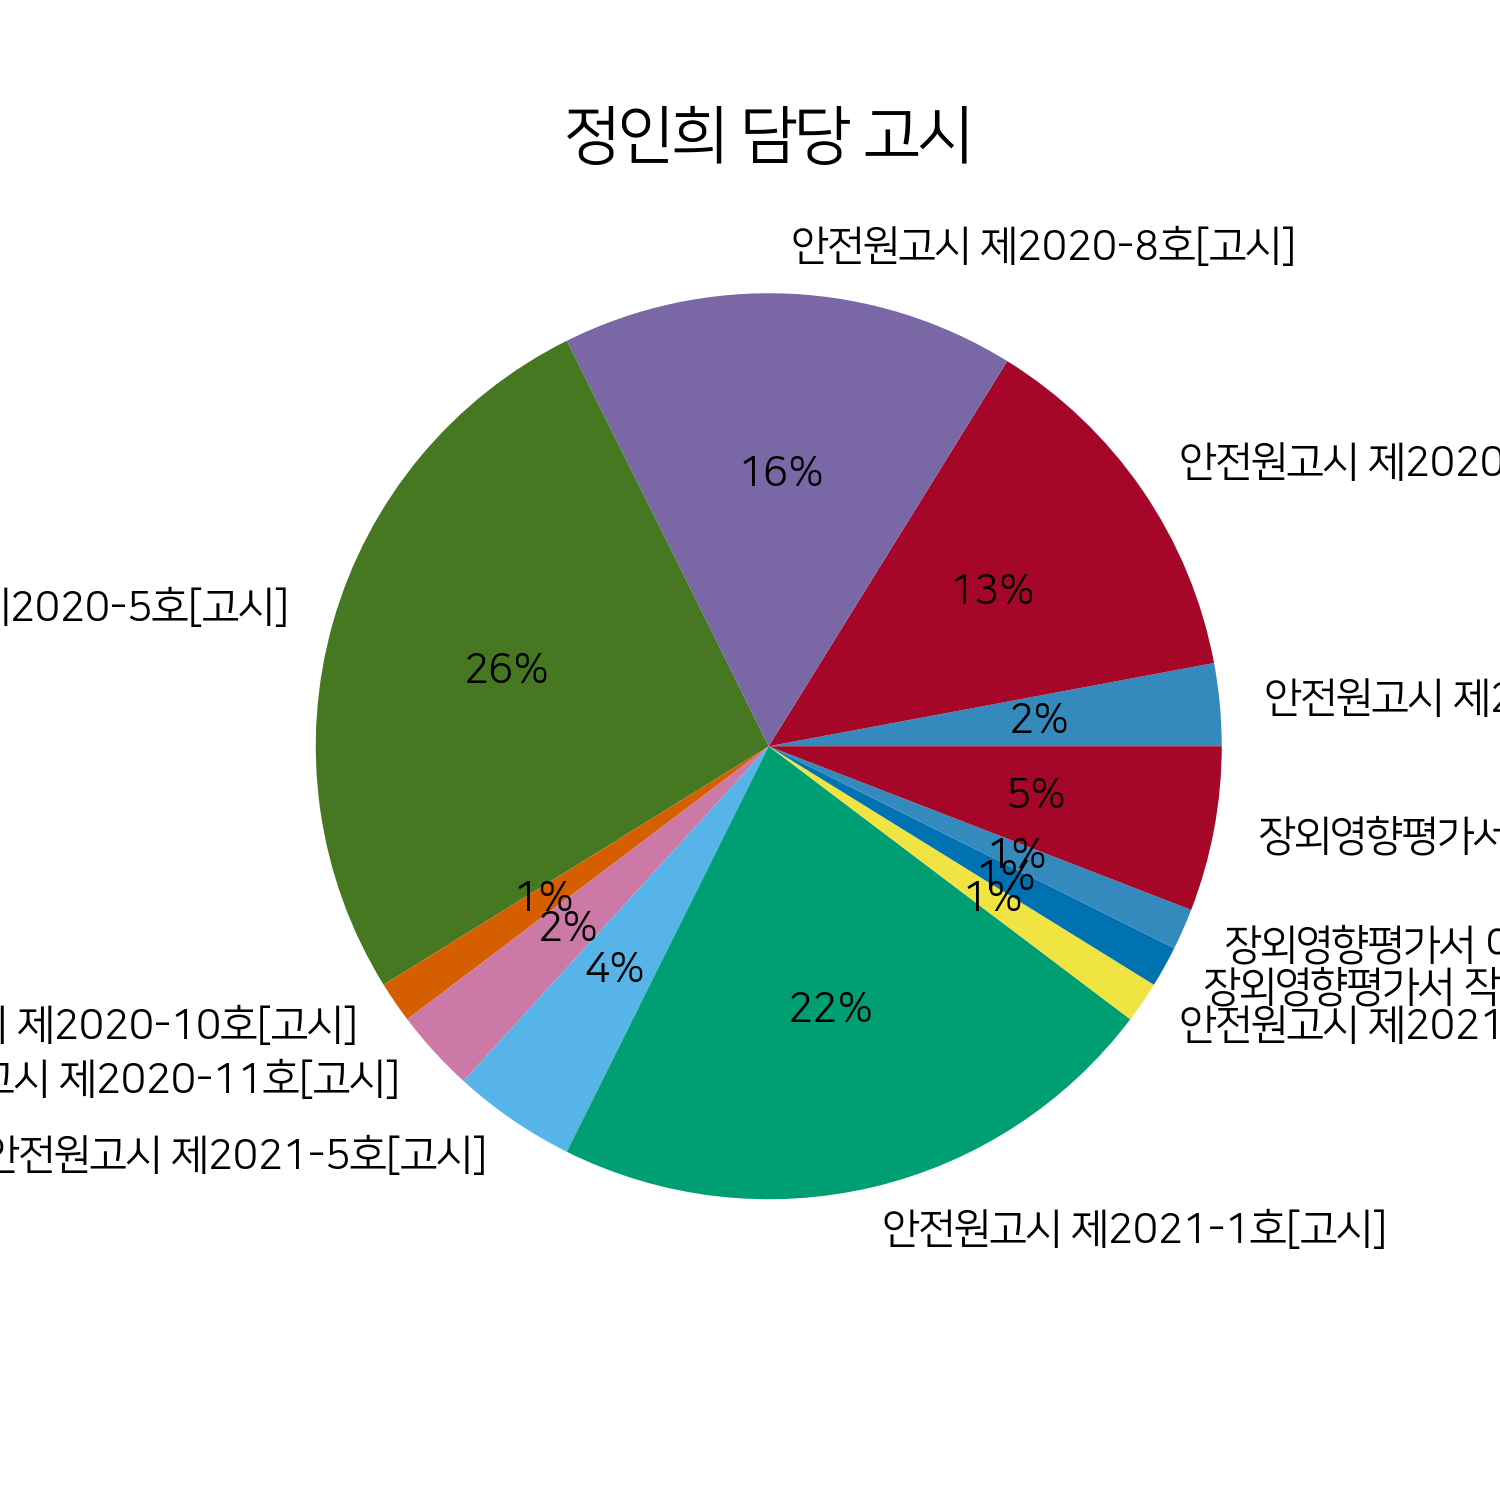 정인희 담당 고시
안전원고시 제2020-8호[고시]
안전원고시 제2020
16%
13%
제2020-5호[고시]
26%
안전원고시
2%
5%
장외영향평가서
1%
1%
1%
1%
2%
4%
22%
장외영향평가서
장외영향평가서 작
안전원고시 제2021
제2020-10호[고시]
고시 제2020-11호[고시]
안전원고시 제2021-5호[고시]
안전원고시 제2021-1호[고시]